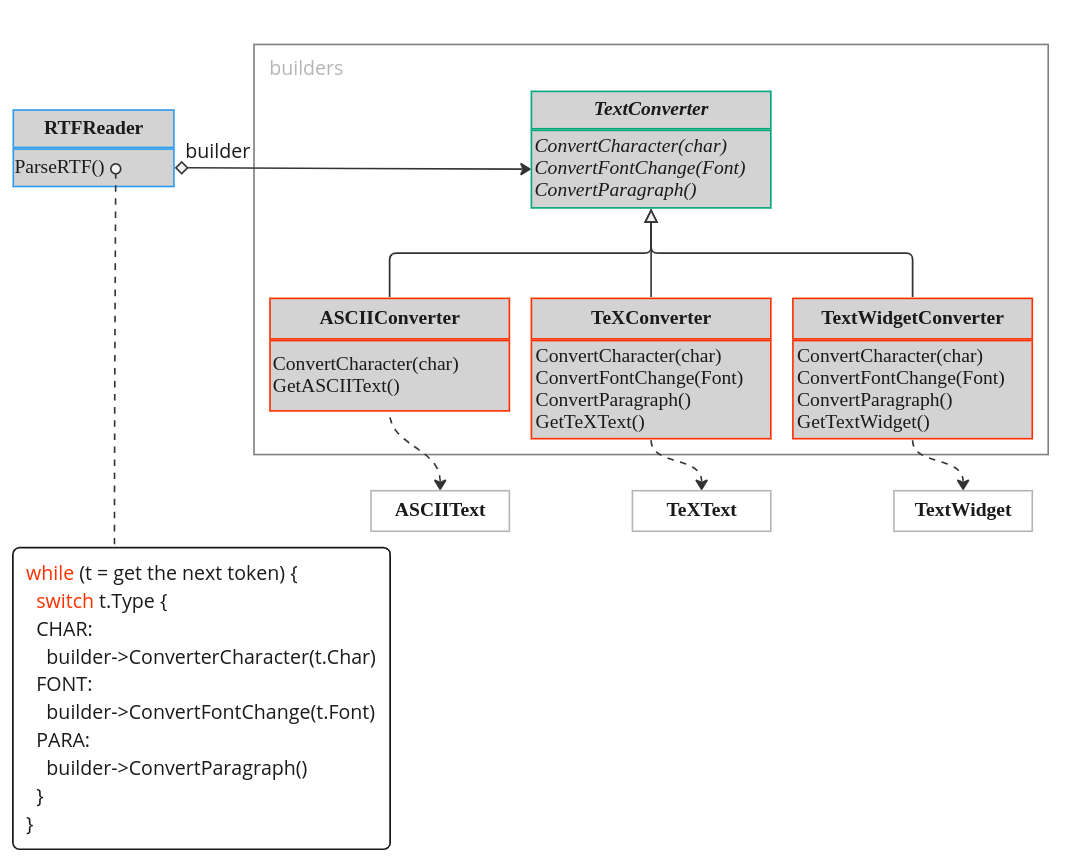 builders
RTFReader
ParseRTF()
builder
TextConverter
ConvertCharacter(char)
ConvertFontChange(Font)
ConvertParagraph()
ASCIIConverter
ConvertCharacter(char)
GetASCIIText()
TeXConverter
ConvertCharacter(char)
ConvertFontChange(Font)
ConvertParagraph()
GetTeXText()
TextWidgetConverter
ConvertCharacter(char)
ConvertFontChange(Font)
ConvertParagraph()
GetTextWidget()
ASCIIText
TeXText
TextWidget
while (t = get the next token) {
switch t.Type {
CHAR:
builder->ConverterCharacter(t.Char)
FONT:
builder->ConvertFontChange(t.Font)
PARA:
builder->ConvertParagraph()
}
}